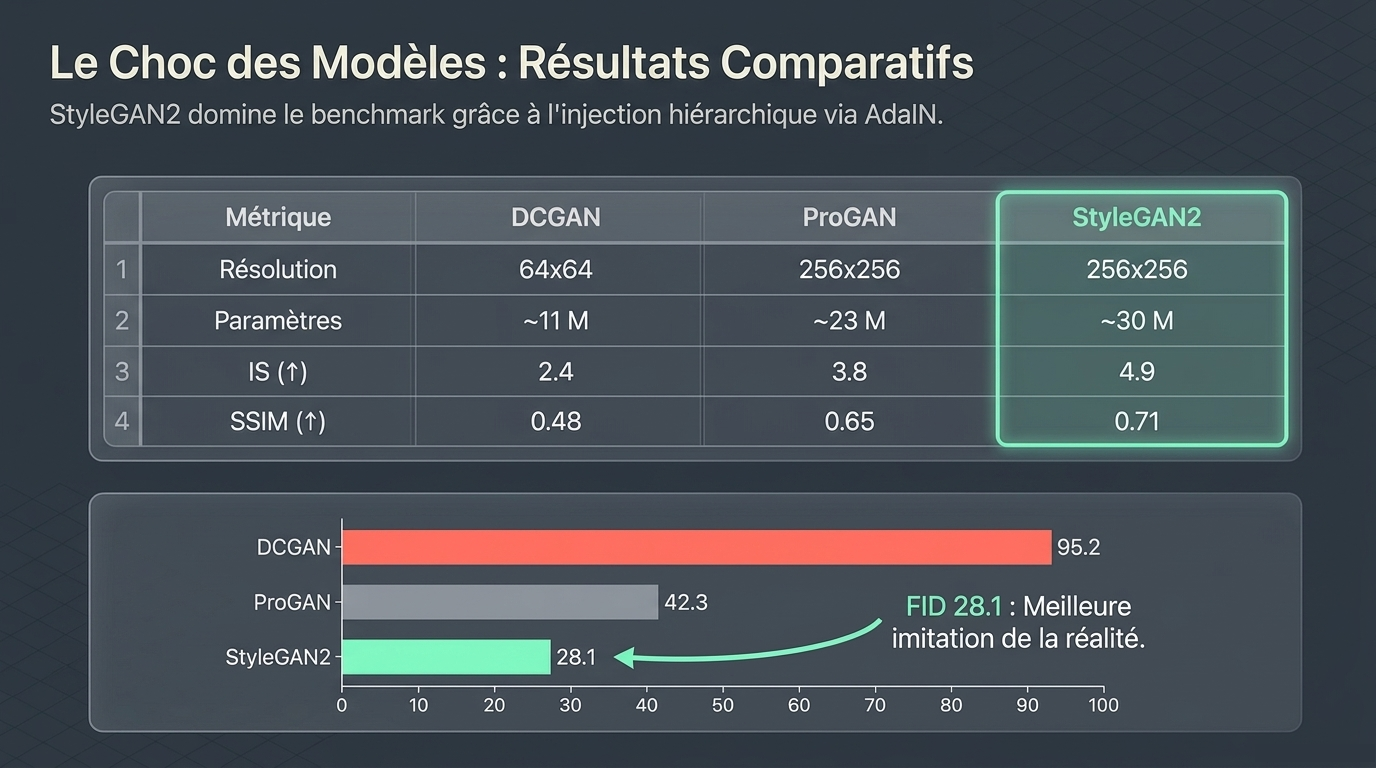 Le Choc des Modèles : Résultats Comparatifs
StyleGAN2 domine le benchmark grâce à l'injection hiérarchique via AdaIN.
Métrique DCGAN ProGAN StyleGAN2
1 Résolution 64x64 256x256 256x256
2 Paramètres ~11 M ~23 M ~30 M
3 IS (↑) 2.4 3.8 4.9
4 SSIM (↑) 0.48 0.65 0.71
DCGAN 95.2
ProGAN 42.3
FID 28.1 : Meilleure
imitation de la réalité.
StyleGAN2 28.1
0 10 20 30 40 50 60 70 80 90 100